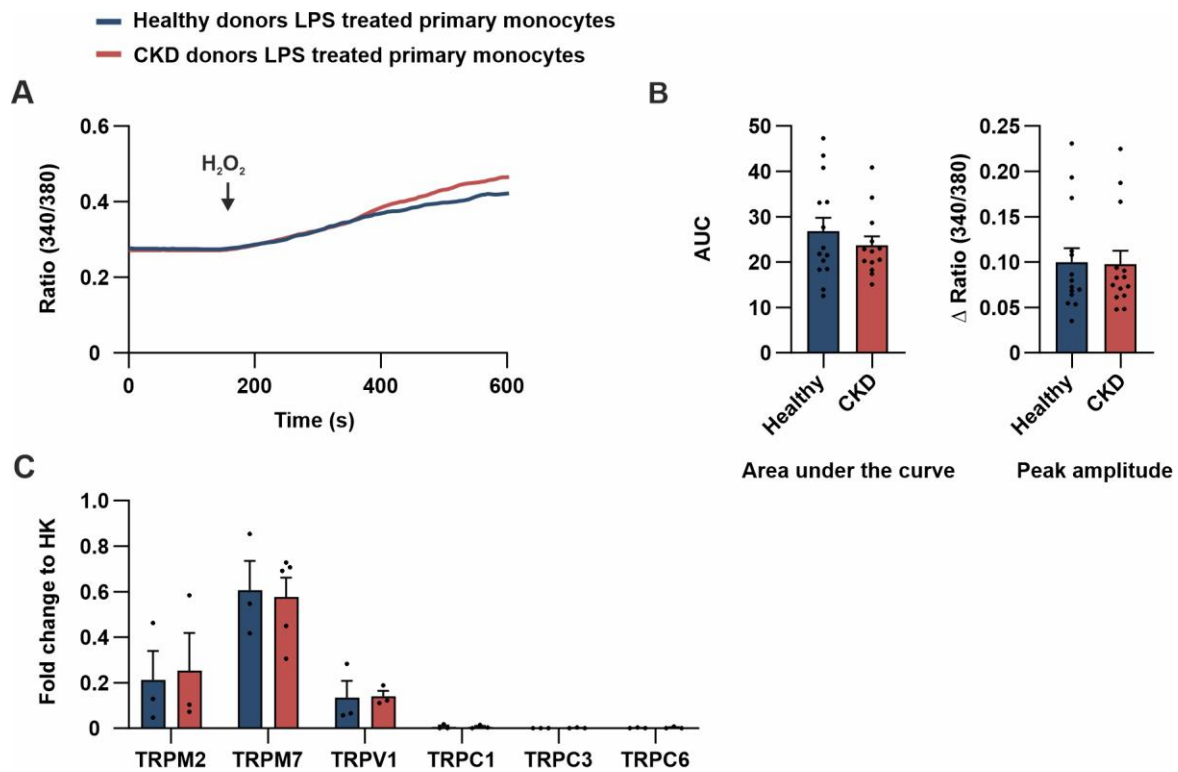 Healthy donors LPS treated primary monocytes
CKD donors LPS treated primary monocytes
A
Ratio (340/380)
0.6
0.4
0.2
0
H₂O₂
0 200 400 600
Time (s)
B
AUC
50
40
30
20
10
0
Healthy
CKD
Area under the curve
Δ Ratio (340/380)
0.25
0.20
0.15
0.10
0.05
0
Healthy
CKD
Peak amplitude
C
Fold change to HK
1.0
0.8
0.6
0.4
0.2
0
TRPM2 TRPM7 TRPV1 TRPC1 TRPC3 TRPC6